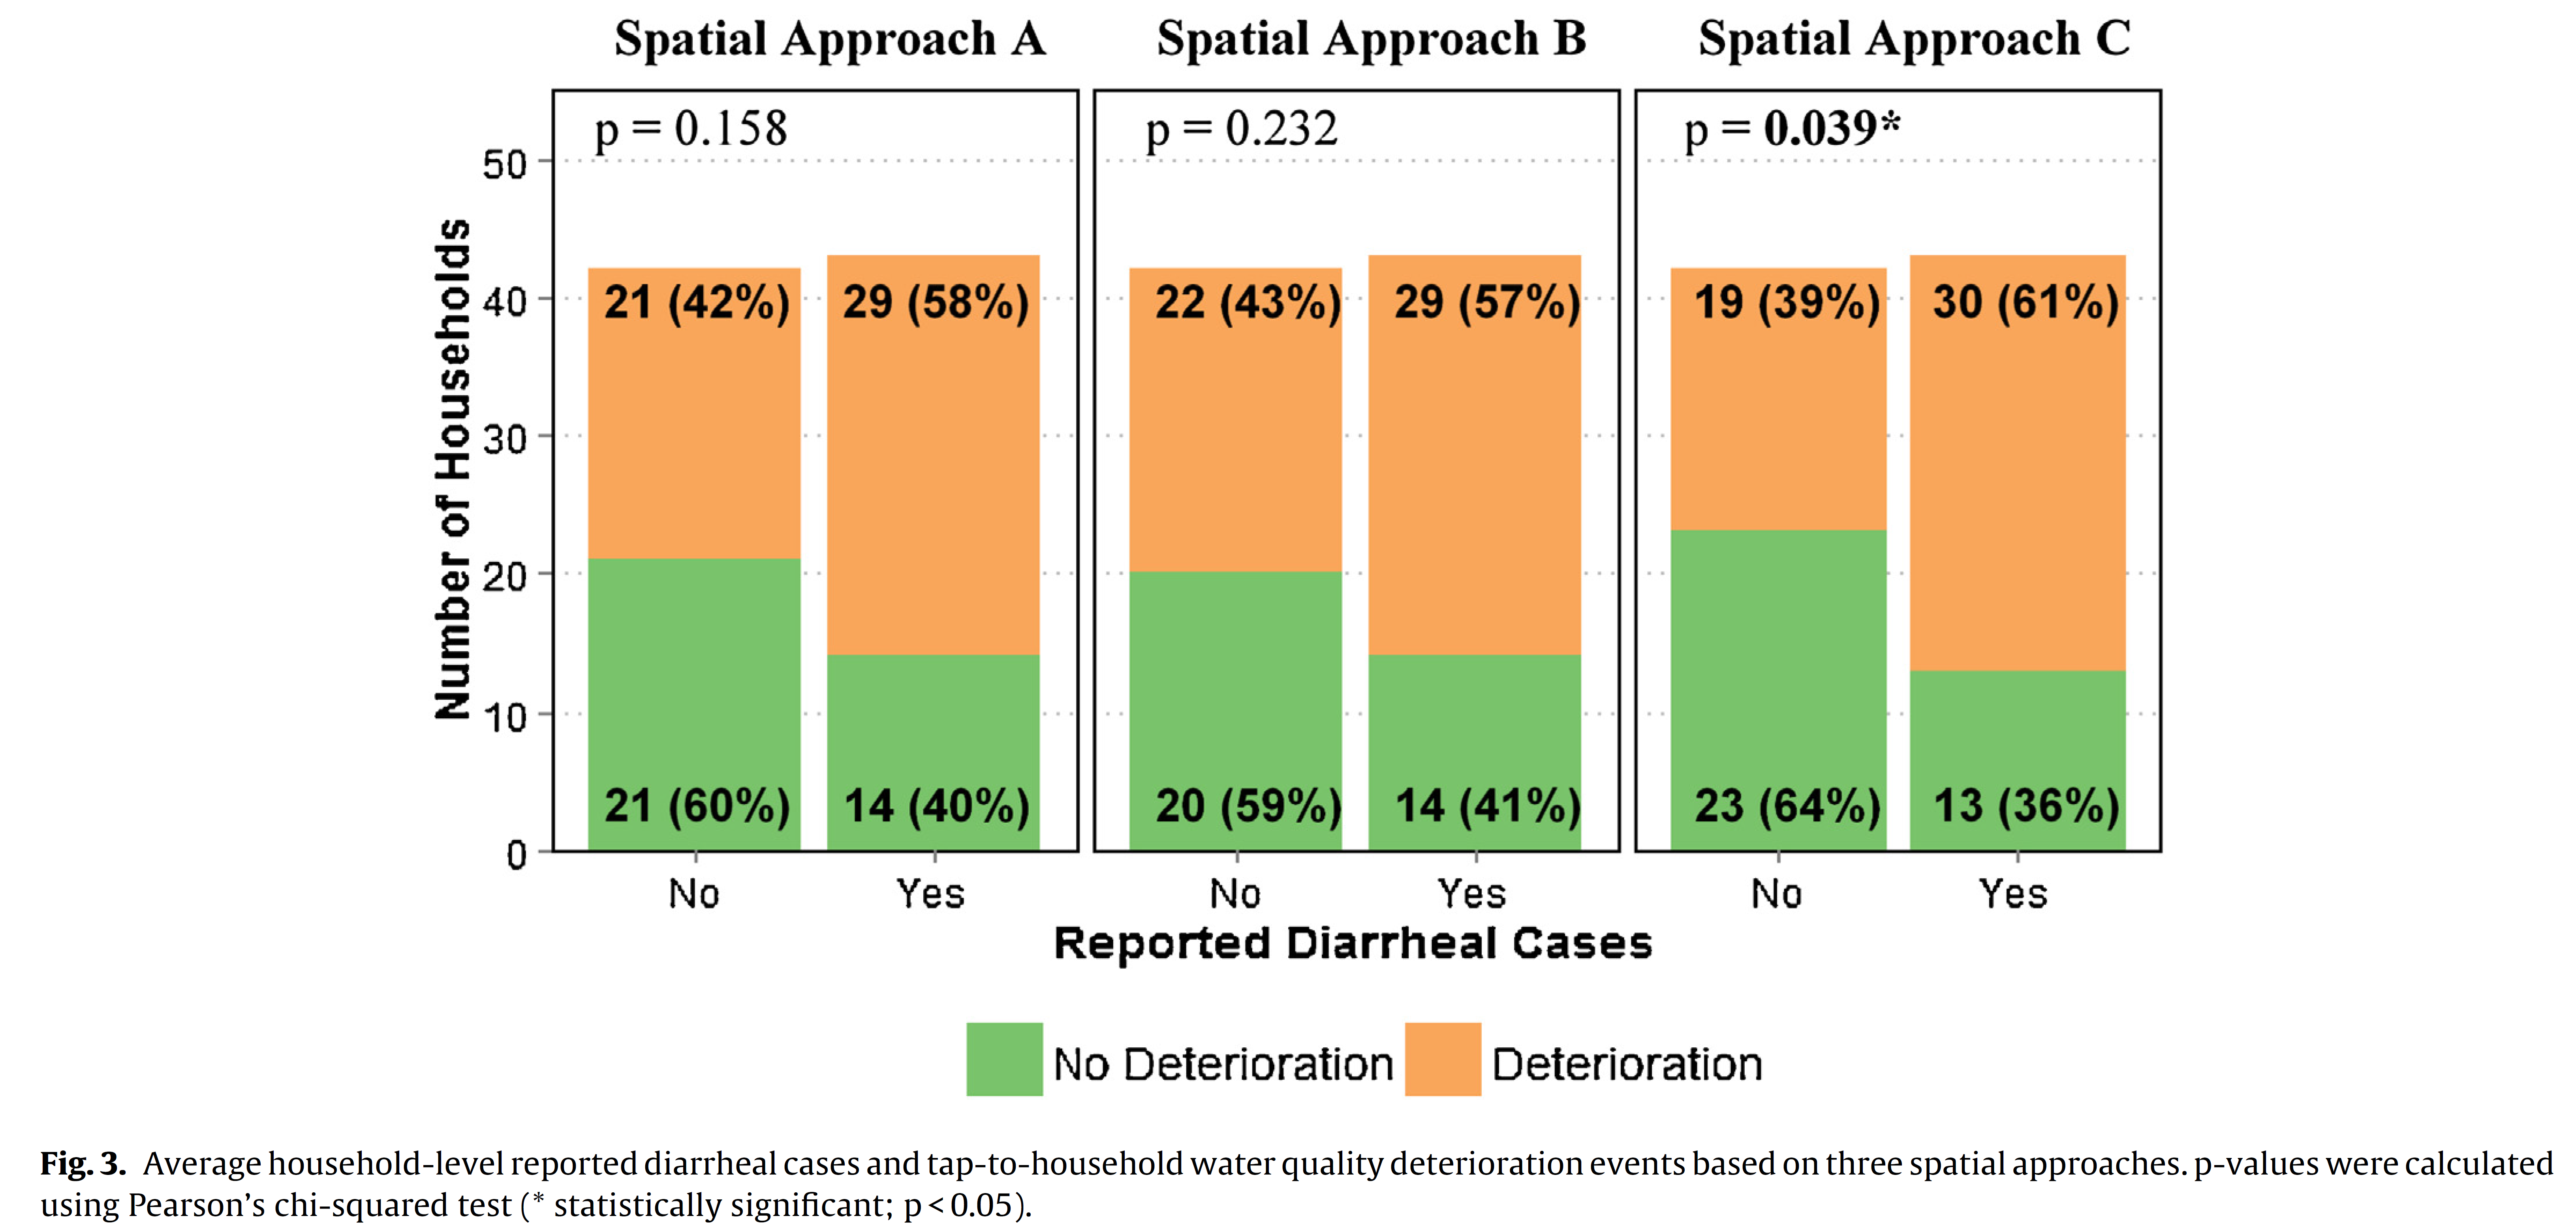 Spatial Approach A
Spatial Approach B
Spatial Approach C
p = 0.158
p = 0.232
p = 0.039*
Number of Households
50
40
30
20
10
0
21 (42%)
29 (58%)
22 (43%)
29 (57%)
19 (39%)
30 (61%)
21 (60%)
14 (40%)
20 (59%)
14 (41%)
23 (64%)
13 (36%)
No
Yes
No
Yes
No
Yes
Reported Diarrheal Cases
No Deterioration
Deterioration
Fig. 3. Average household-level reported diarrheal cases and tap-to-household water quality deterioration events based on three spatial approaches. p-values were calculated
using Pearson's chi-squared test (* statistically significant; p < 0.05).